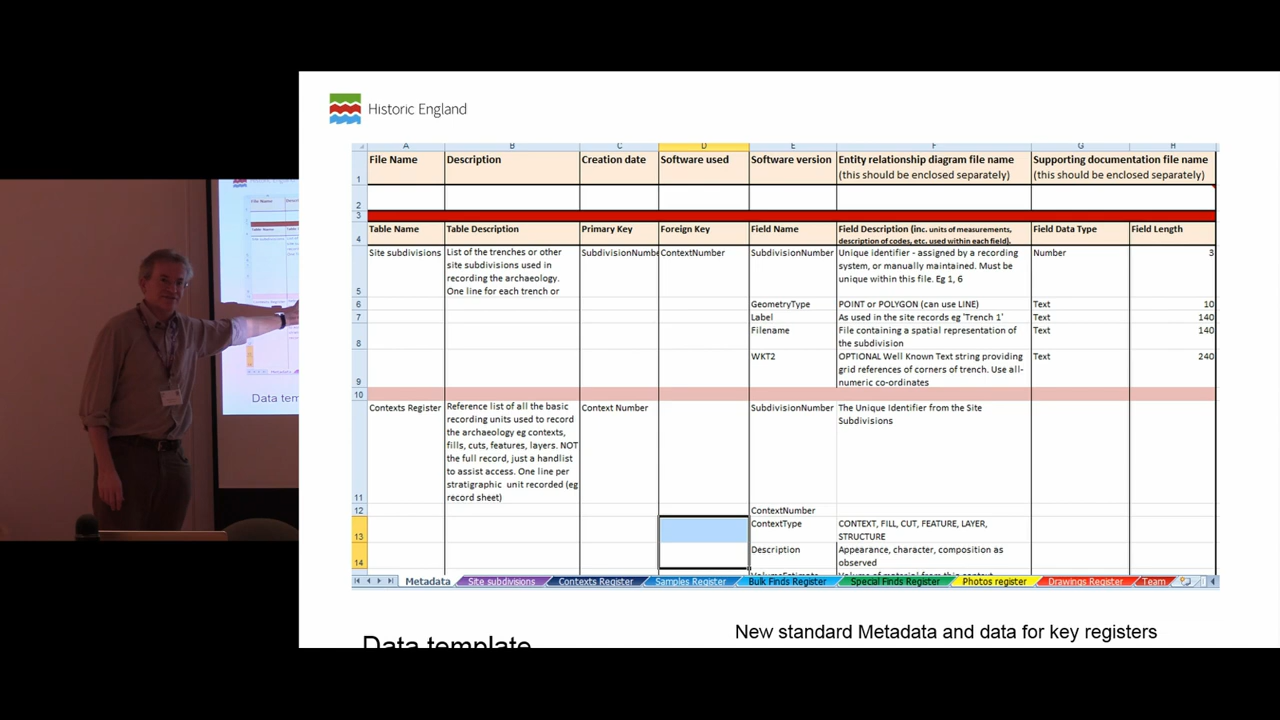 Historic England
A B C D E F G H
File Name Description Creation date Software used Software version Entity relationship diagram file name Supporting documentation file name
(this should be enclosed separately) (this should be enclosed separately)
1
2
3
Table Name Table Description Primary Key Foreign Key Field Name Field Description (inc. units of measurements, Field Data Type Field Length
4 description of codes, etc. used within each field).
Site subdivisions List of the trenches or SubdivisionNumbe ContextNumber SubdivisionNumber Unique identifier - assigned by a recording Number 3
other site subdivisions system, or manually maintained. Must be
site subdivisions used in unique within this file. Eg 1, 6
recording the archaeology.
5 One line for each trench or
6 GeometryType POINT or POLYGON (can use LINE) Text 10
7 Label As used in the site records eg 'Trench 1' Text 140
Filename File containing a spatial representation of Text 140
8 the subdivision
WKT2 OPTIONAL Well Known Text string providing Text 240
grid references of corners of trench. Use all-
9 numeric co-ordinates
10
Contexts Register Reference list of all the basic Context Number SubdivisionNumber The Unique Identifier from the Site
recording units used to record Subdivisions
the archaeology eg contexts,
fills, cuts, features, layers. NOT
the full record, just a handlist
to assist access. One line per
stratigraphic unit recorded (eg
11 record sheet)
12 ContextNumber
ContextType CONTEXT, FILL, CUT, FEATURE, LAYER,
13 STRUCTURE
Description Appearance, character, composition as
14 observed
Metadata Site subdivisions Contexts Register Samples Register Bulk Finds Register Special Finds Register Photos register Drawings Register Team
Data template
New standard Metadata and data for key registers
Data tem